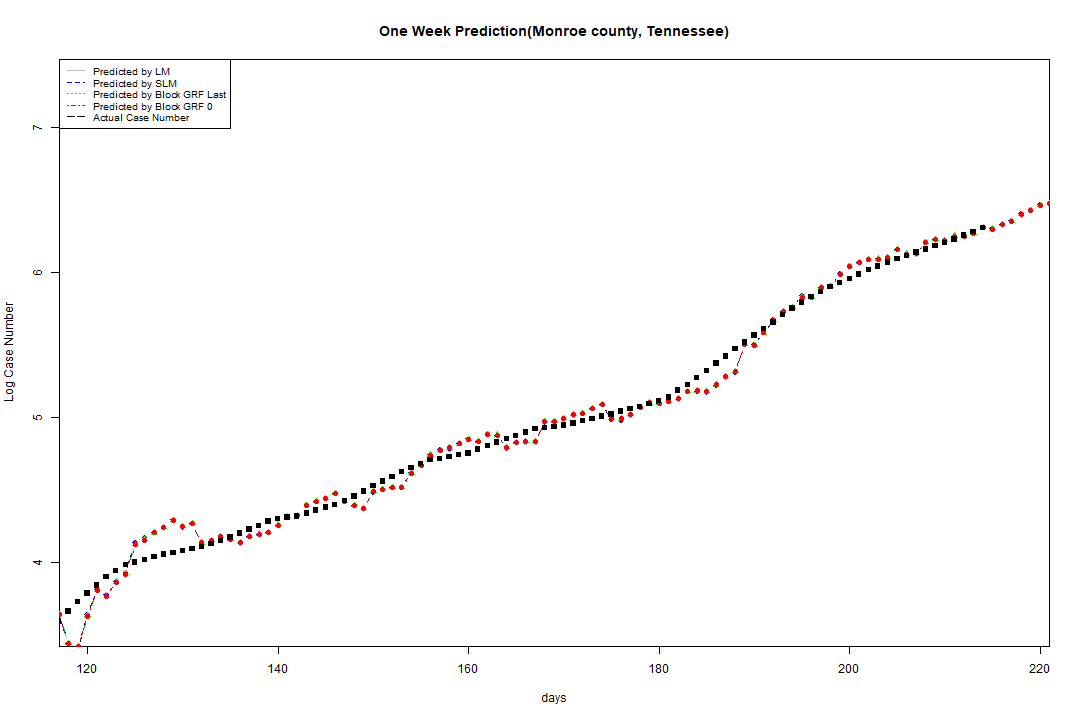 One Week Prediction(Monroe county, Tennessee)
Predicted by LM
Predicted by SLM
Predicted by Block GRF Last
Predicted by Block GRF 0
Actual Case Number
7
6
5
4
Log Case Number
120 140 160 180 200 220
days